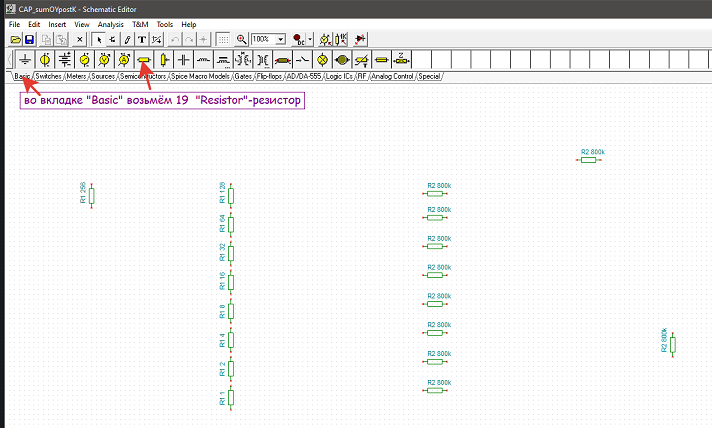 CAP_sumOYpostK - Schematic Editor
File Edit Insert View Analysis T&M Tools Help
100% DC
Basic Switches Meters Sources Semiconductors Spice Macro Models Gates Flip-flops AD/DA-555 Logic ICs RF Analog Control Special
во вкладке "Basic" возьмём 19 "Resistor"-резистор
R2 800k
R1 256
R1 128
R2 800k
R1 64
R2 800k
R1 32
R2 800k
R1 16
R2 800k
R1 8
R2 800k
R1 4
R2 800k
R2 800k
R1 2
R2 800k
R1 1
R2 800k